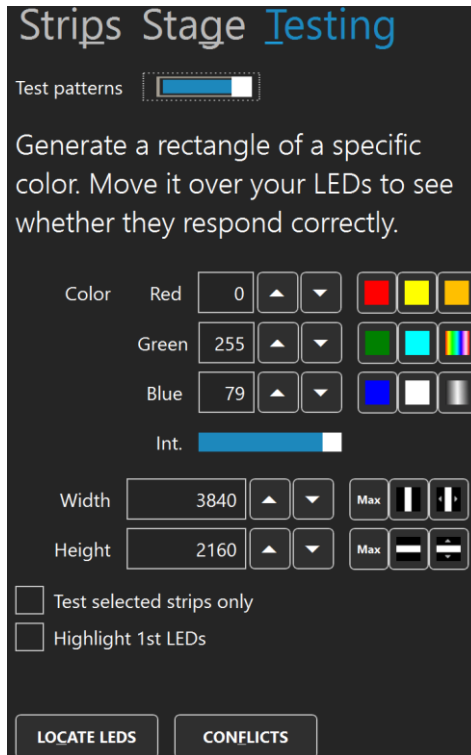 Strips Stage Testing
Test patterns
Generate a rectangle of a specific
color. Move it over your LEDs to see
whether they respond correctly.
Color Red 0
Green 255
Blue 79
Int.
Width 3840 Max
Height 2160 Max
Test selected strips only
Highlight 1st LEDs
LOCATE LEDS CONFLICTS